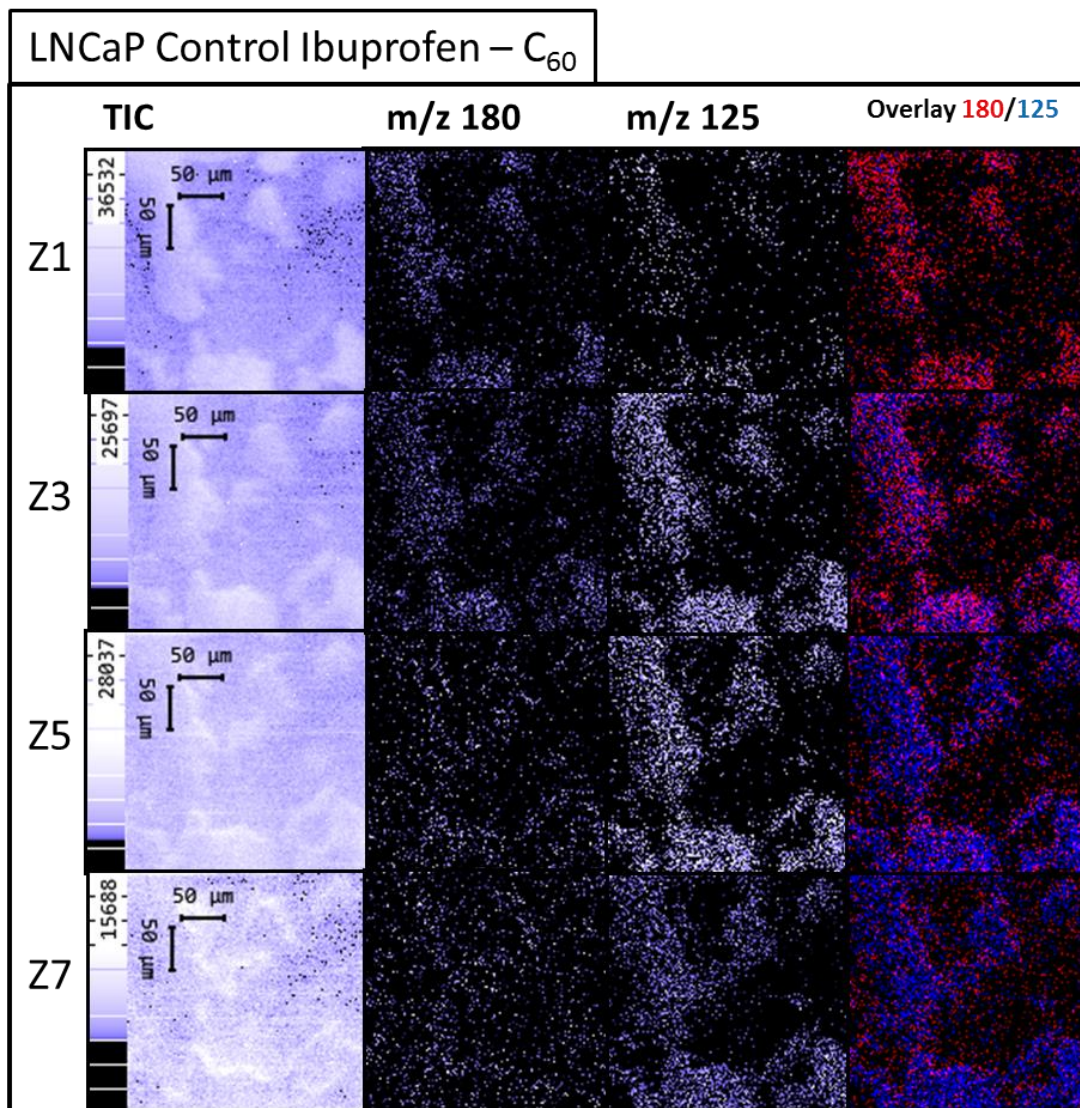 LNCaP Control Ibuprofen – C60
TIC m/z 180 m/z 125 Overlay 180/125
Z1
36532
50 µm
50 µm
Z3
25697
50 µm
50 µm
Z5
28037
50 µm
50 µm
Z7
15688
50 µm
50 µm